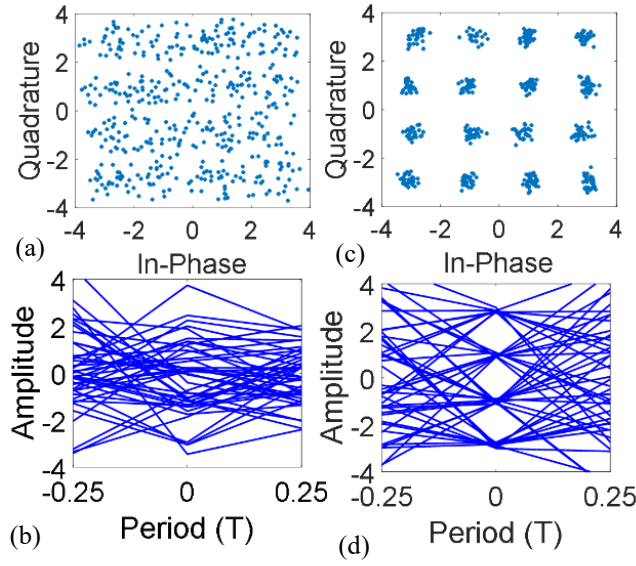 4
2
0
-2
-4
Quadrature
-4 -2 0 2 4
In-Phase
(a)
4
2
0
-2
-4
Quadrature
-4 -2 0 2 4
In-Phase
(c)
4
2
0
-2
-4
Amplitude
-0.25 0 0.25
Period (T)
(b)
4
2
0
-2
-4
Amplitude
-0.25 0 0.25
Period (T)
(d)